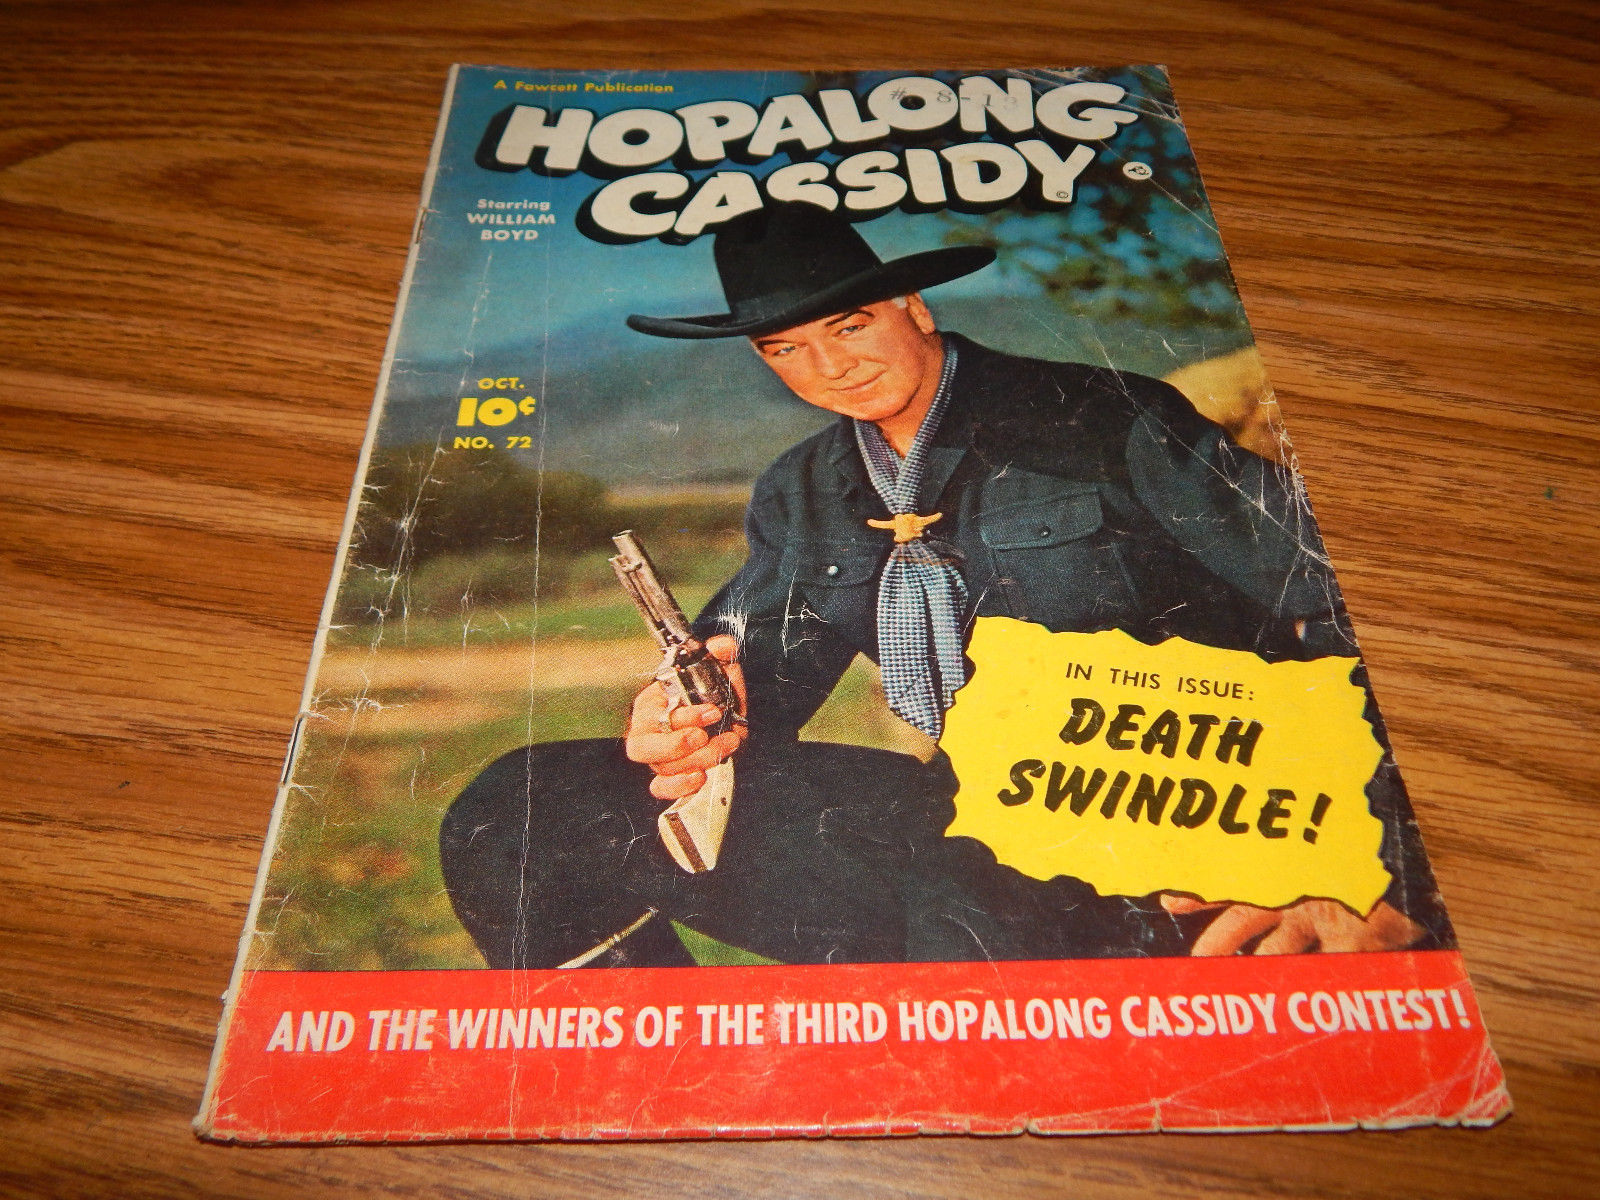 A Fawcett Publication
HOPALONG
CASSIDY
©
Starring
WILLIAM
BOYD
OCT.
10¢
NO. 72
IN THIS ISSUE:
DEATH
SWINDLE!
AND THE WINNERS OF THE THIRD HOPALONG CASSIDY CONTEST!